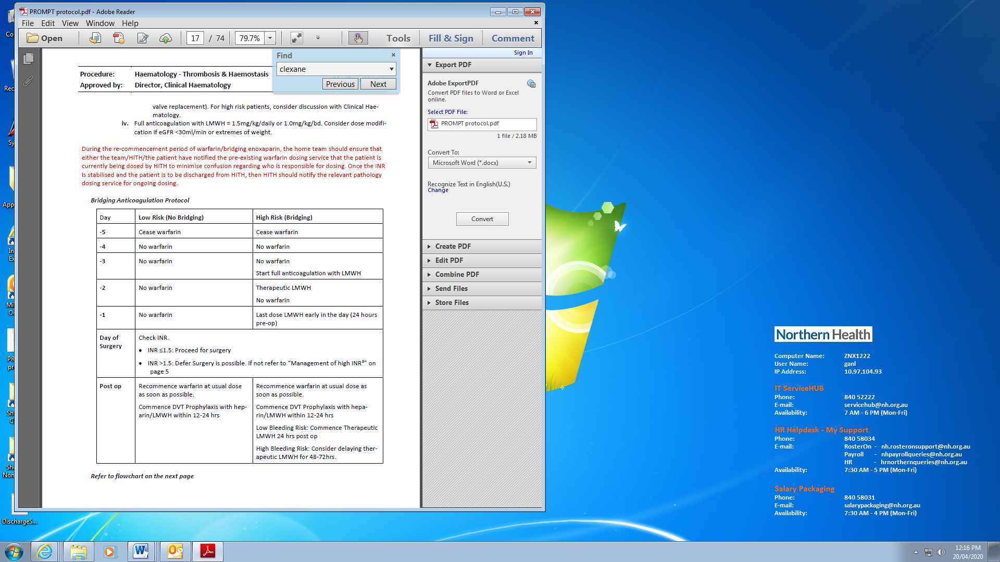 PROMPT protocol.pdf - Adobe Reader
File Edit View Window Help
Open 17 / 74 79.7% Tools Fill & Sign Comment
Find
clexane
Previous Next
Procedure: Haematology - Thrombosis & Haemostasis
Approved by: Director, Clinical Haematology
valve replacement). For high risk patients, consider discussion with Clinical Hae-
matology.
iv. Full anticoagulation with LMWH = 1.5mg/kg/daily or 1.0mg/kg/bd. Consider dose modifi-
cation if eGFR <30ml/min or extremes of weight.
During the re-commencement period of warfarin/bridging enoxaparin, the home team should ensure that
either the team/HITH/the patient have notified the pre-existing warfarin dosing service that the patient is
currently being dosed by HITH to minimise confusion regarding who is responsible for dosing. Once the INR
is stabilised and the patient is to be discharged from HITH, then HITH should notify the relevant pathology
dosing service for ongoing dosing.
Bridging Anticoagulation Protocol
Day Low Risk (No Bridging) High Risk (Bridging)
-5 Cease warfarin Cease warfarin
-4 No warfarin No warfarin
-3 No warfarin No warfarin
Start full anticoagulation with LMWH
-2 No warfarin Therapeutic LMWH
No warfarin
-1 No warfarin Last dose LMWH early in the day (24 hours
pre-op)
Day of Check INR.
Surgery
• INR ≤1.5: Proceed for surgery
• INR >1.5: Defer Surgery is possible. If not refer to “Management of high INR³” on
page 5
Post op Recommence warfarin at usual dose Recommence warfarin at usual dose as
as soon as possible. soon as possible.
Commence DVT Prophylaxis with hep- Commence DVT Prophylaxis with hepa-
arin/LMWH within 12-24 hrs rin/LMWH within 12-24 hrs
Low Bleeding Risk: Commence Therapeutic
LMWH 24 hrs post op
High Bleeding Risk: Consider delaying ther-
apeutic LMWH for 48-72hrs.
Refer to flowchart on the next page
Sign In
Export PDF
Adobe ExportPDF
Convert PDF files to Word or Excel
online.
Select PDF File:
PROMPT protocol.pdf
1 file / 2.18 MB
Convert To:
Microsoft Word (*.docx)
Recognize Text in English(U.S.)
Change
Convert
Create PDF
Edit PDF
Combine PDF
Send Files
Store Files
Northern Health
Computer Name: ZNX1222
User Name: ganl
IP Address: 10.97.104.93
IT ServiceHUB
Phone: 840 52222
E-mail: servicehub@nh.org.au
Availability: 7 AM - 6 PM (Mon-Fri)
HR Helpdesk - My Support
Phone: 840 58034
E-mail: RosterOn - nh.rosteronsupport@nh.org.au
Payroll - nhpayrollqueries@nh.org.au
HR - hrnorthernqueries@nh.org.au
Availability: 7:30 AM - 5 PM (Mon-Fri)
Salary Packaging
Phone: 840 58031
E-mail: salarypackaging@nh.org.au
Availability: 7:30 AM - 4 PM (Mon-Fri)
DischargeS...
12:16 PM
20/04/2020